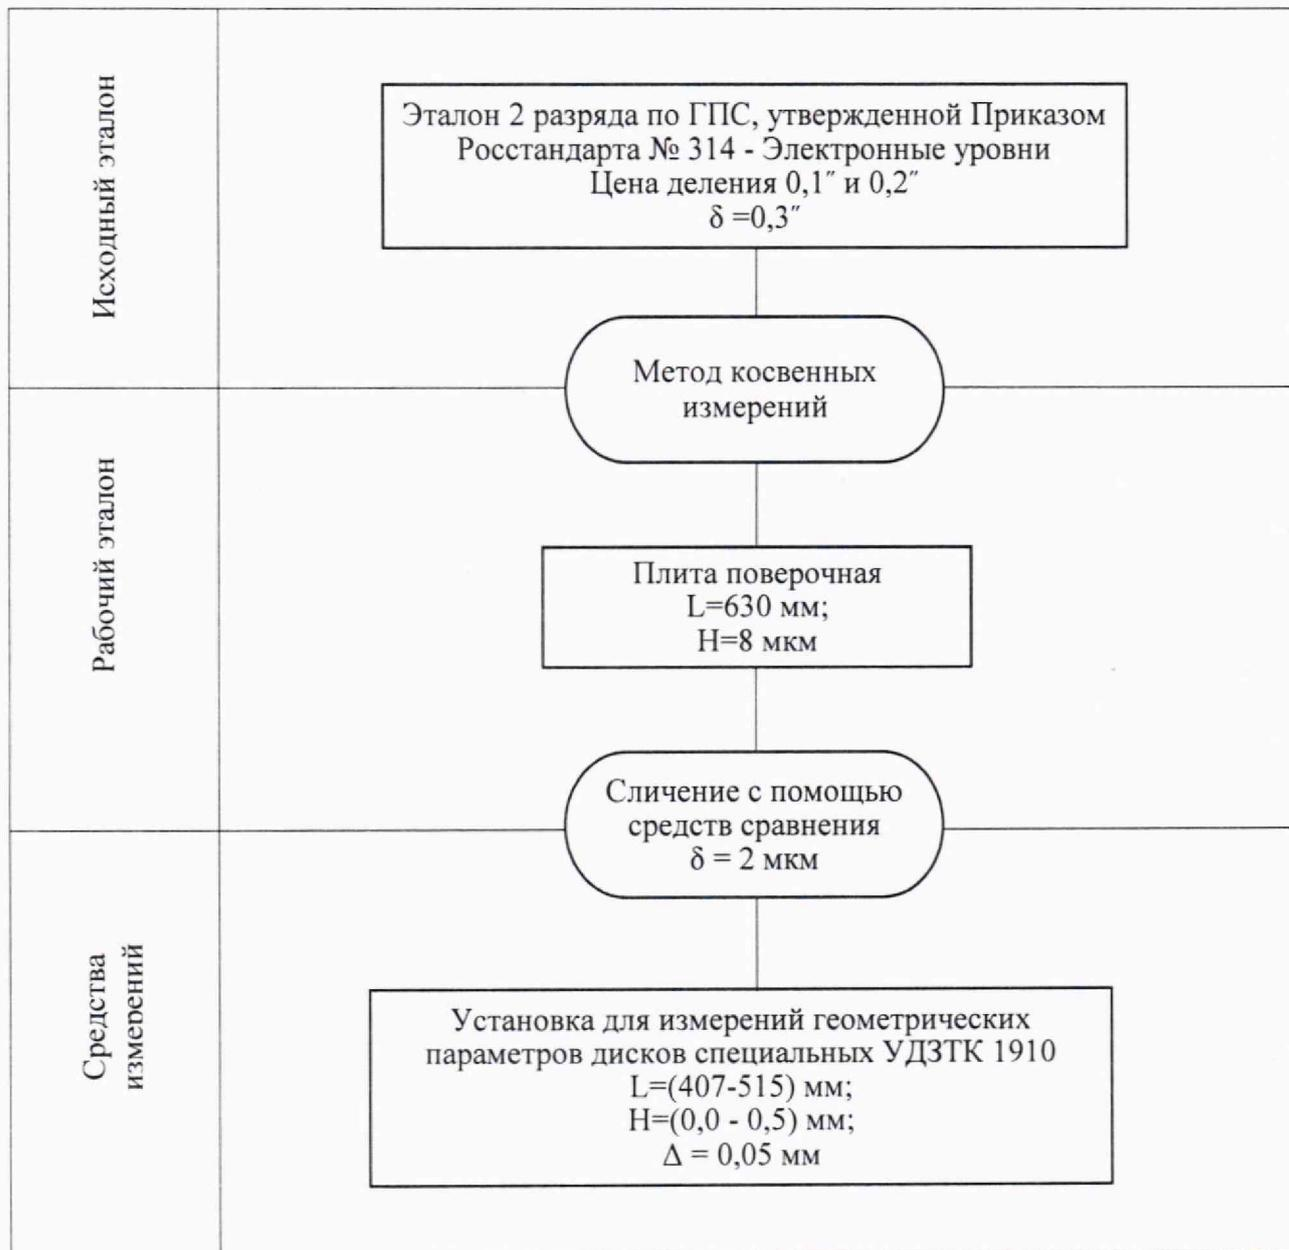 Исходный эталон
Эталон 2 разряда по ГПС, утвержденной Приказом
Росстандарта № 314 - Электронные уровни
Цена деления 0,1″ и 0,2″
δ =0,3″
Метод косвенных
измерений
Рабочий эталон
Плита поверочная
L=630 мм;
H=8 мкм
Сличение с помощью
средств сравнения
δ = 2 мкм
Средства
измерений
Установка для измерений геометрических
параметров дисков специальных УДЗТК 1910
L=(407-515) мм;
H=(0,0 - 0,5) мм;
Δ = 0,05 мм